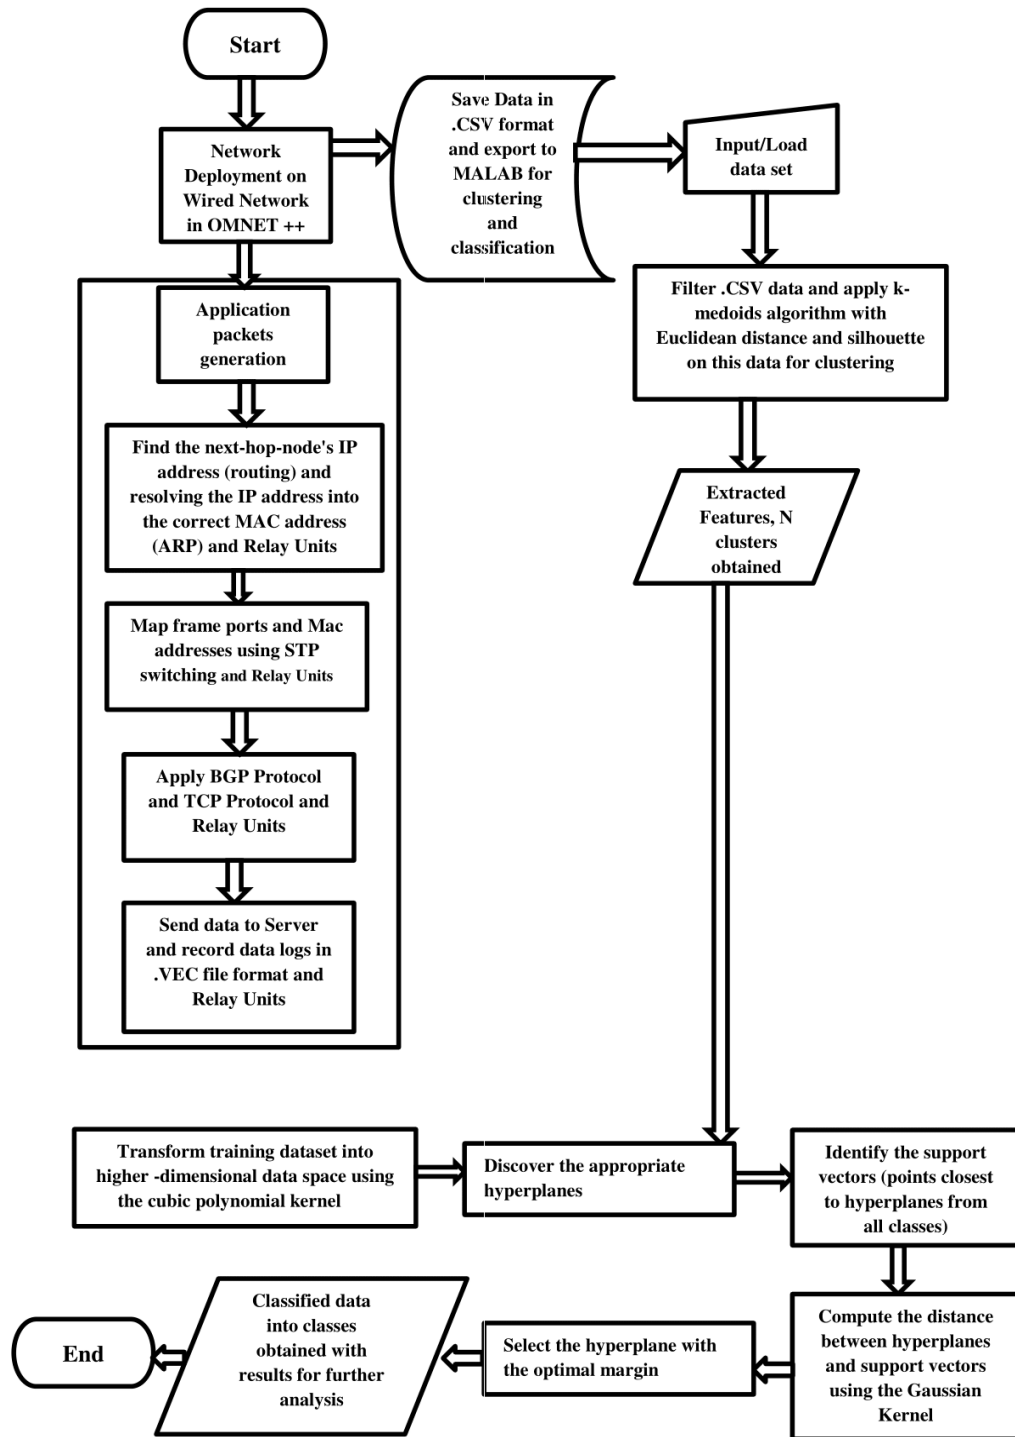 Start
Network
Deployment on
Wired Network
in OMNET ++
Save Data in
.CSV format
and export to
MALAB for
clustering
and
classification
Input/Load
data set
Application
packets
generation
Find the next-hop-node's IP
address (routing) and
resolving the IP address into
the correct MAC address
(ARP) and Relay Units
Map frame ports and Mac
addresses using STP
switching and Relay Units
Apply BGP Protocol
and TCP Protocol and
Relay Units
Send data to Server
and record data logs in
.VEC file format and
Relay Units
Filter .CSV data and apply k-
medoids algorithm with
Euclidean distance and silhouette
on this data for clustering
Extracted
Features, N
clusters
obtained
Transform training dataset into
higher -dimensional data space using
the cubic polynomial kernel
Discover the appropriate
hyperplanes
Identify the support
vectors (points closest
to hyperplanes from
all classes)
Compute the distance
between hyperplanes
and support vectors
using the Gaussian
Kernel
Select the hyperplane with
the optimal margin
Classified data
into classes
obtained with
results for further
analysis
End